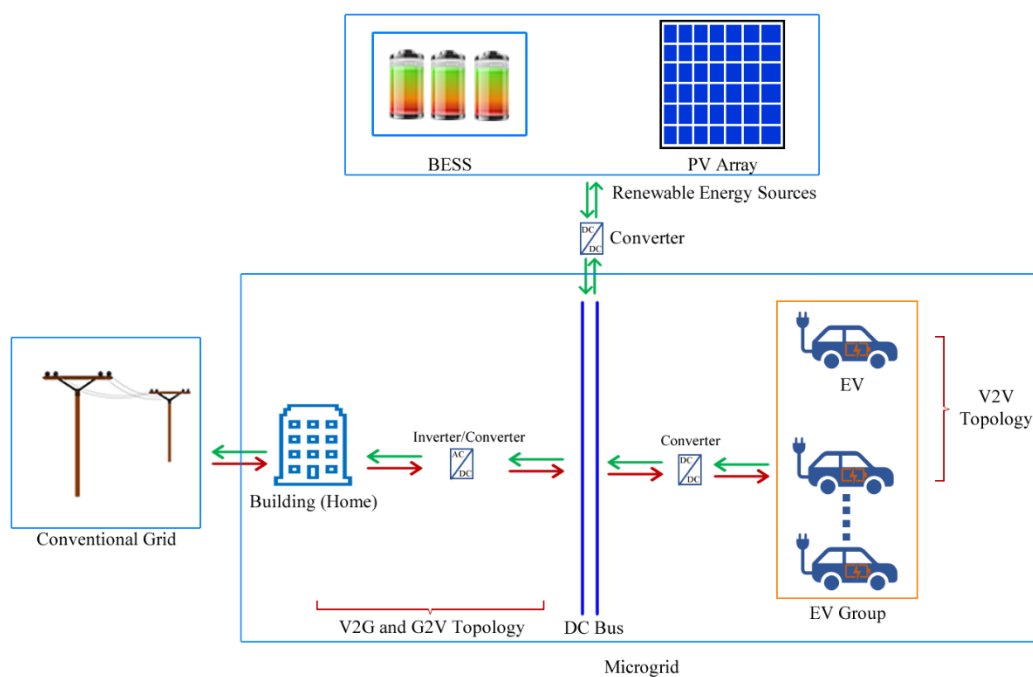 BESS
PV Array
Renewable Energy Sources
DC
DC
Converter
EV
V2V
Topology
Inverter/Converter
AC
DC
Converter
DC
DC
Building (Home)
Conventional Grid
V2G and G2V Topology
DC Bus
EV Group
Microgrid